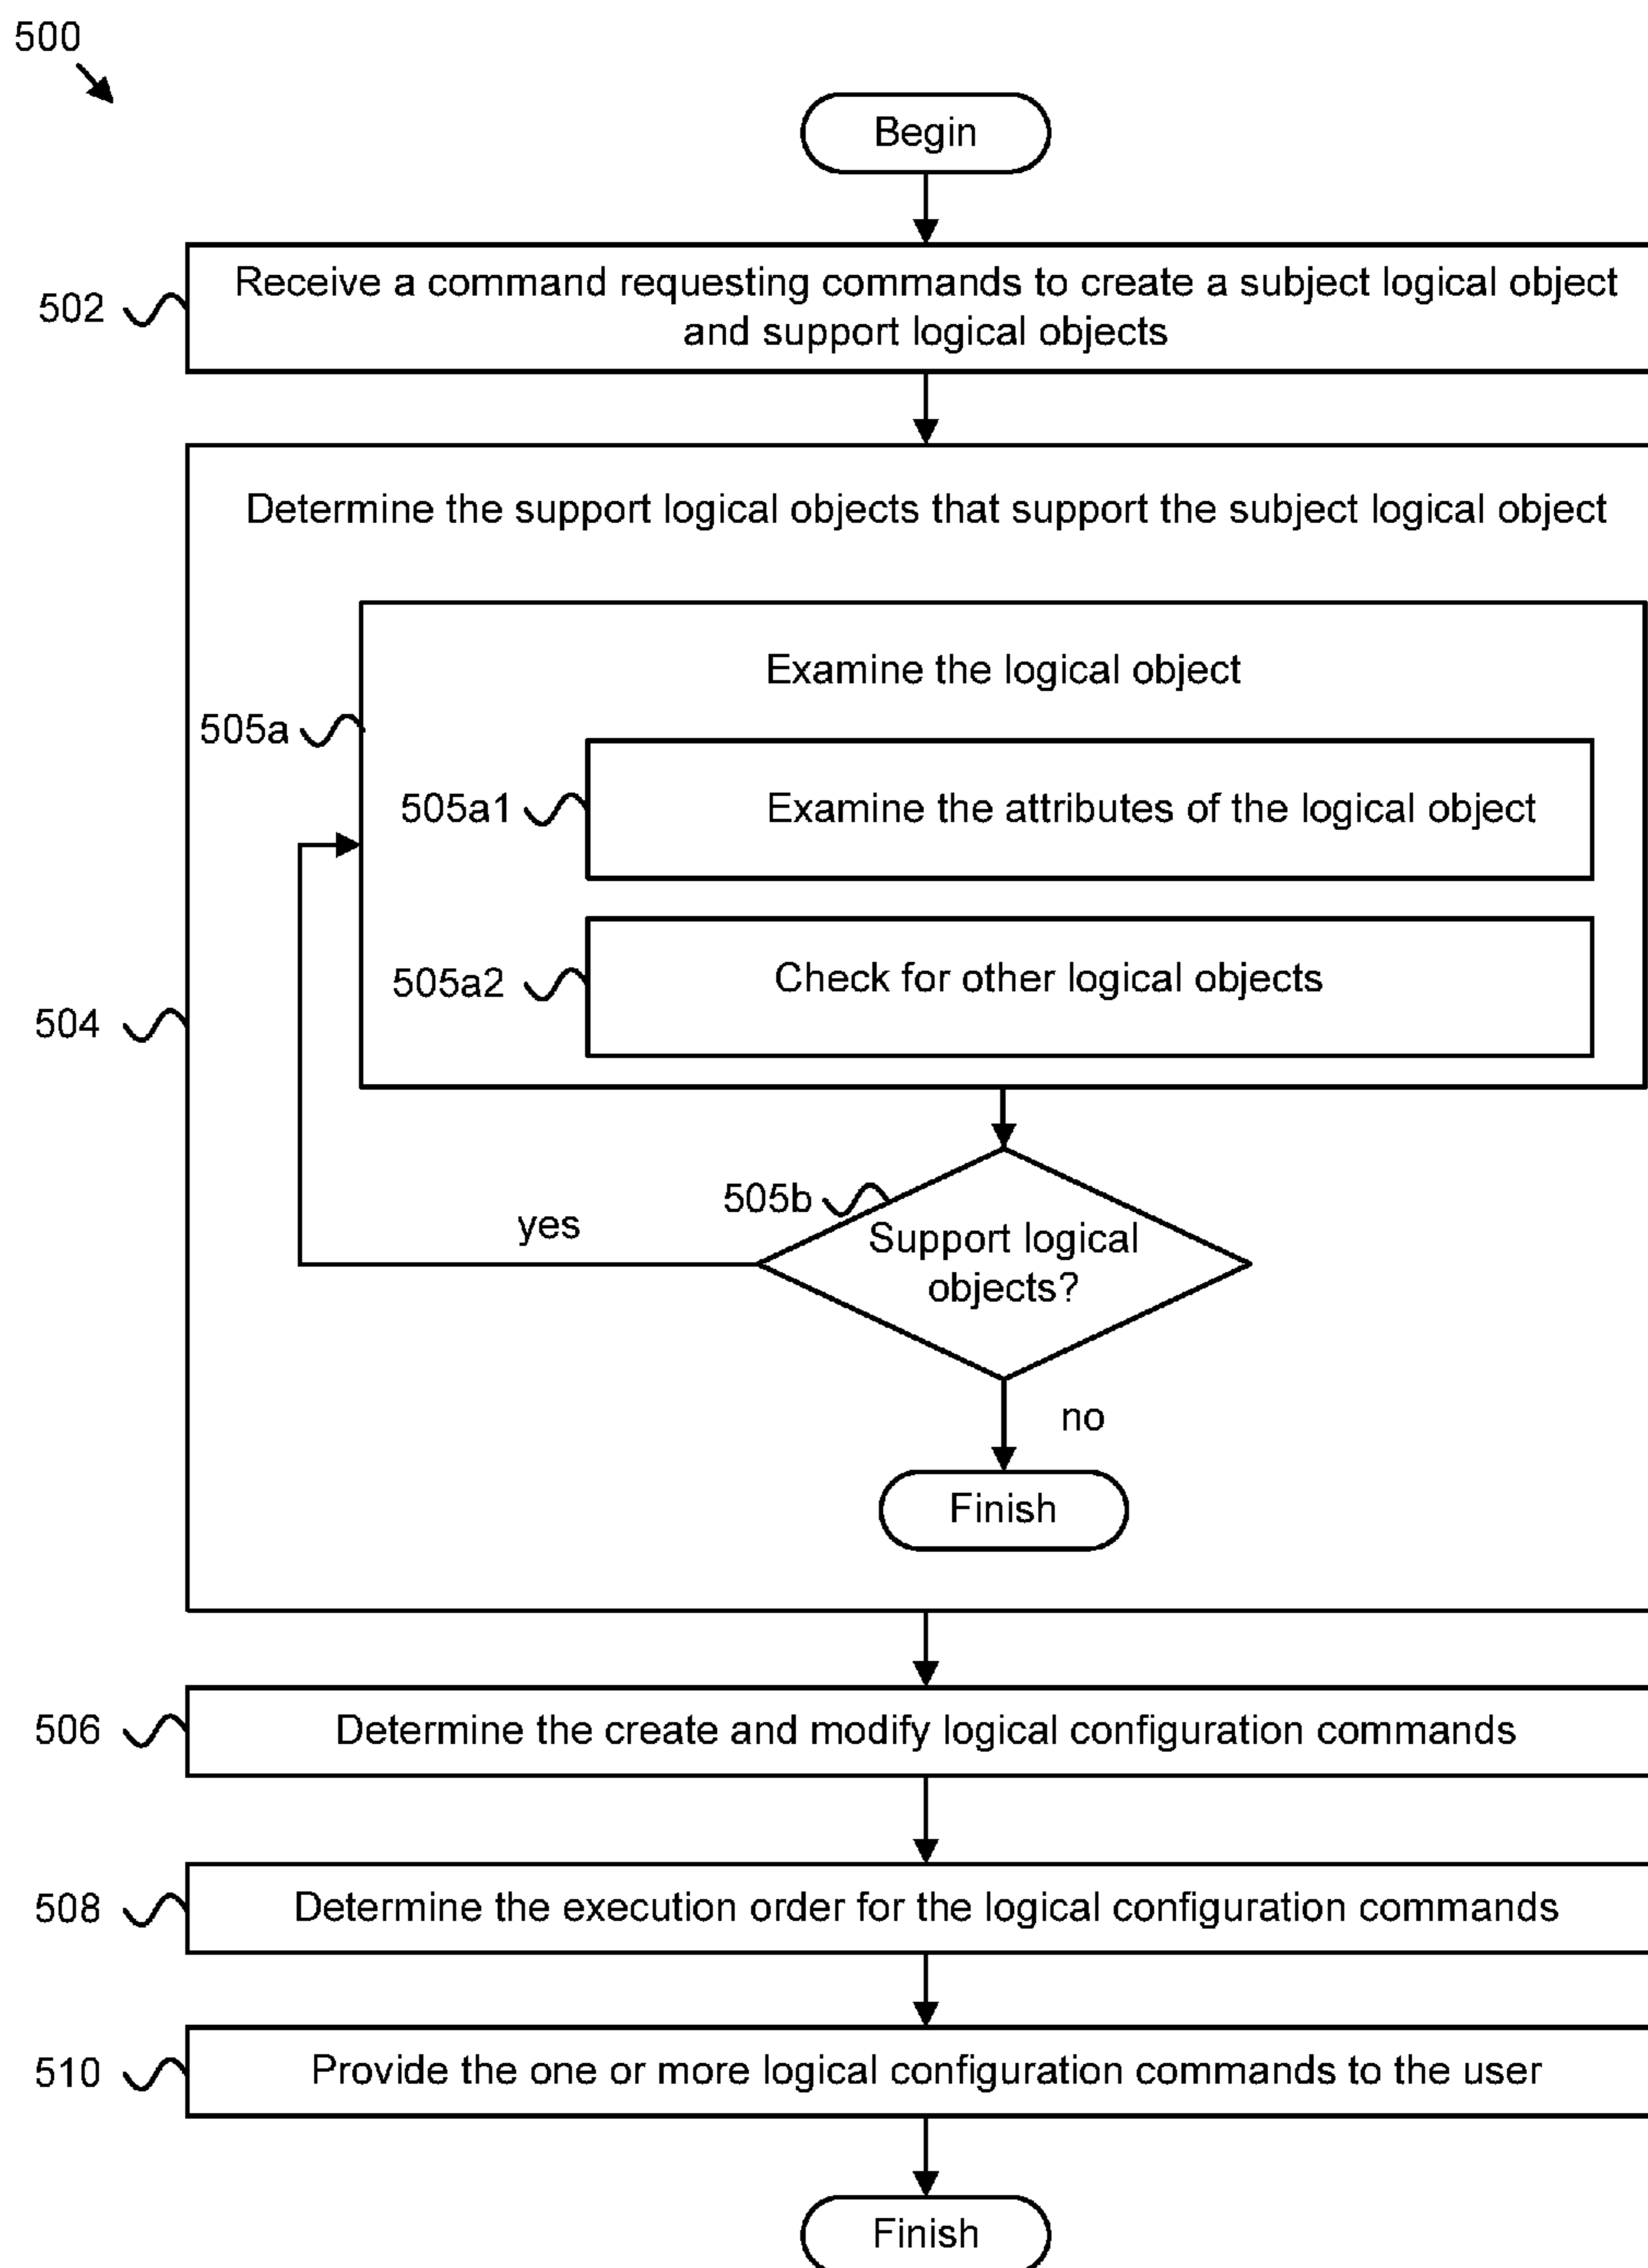 500
Begin
502
Receive a command requesting commands to create a subject logical object
and support logical objects
Determine the support logical objects that support the subject logical object
Examine the logical object
505a
505a1
Examine the attributes of the logical object
505a2
Check for other logical objects
504
505b
yes
Support logical
objects?
no
Finish
506
Determine the create and modify logical configuration commands
508
Determine the execution order for the logical configuration commands
510
Provide the one or more logical configuration commands to the user
Finish